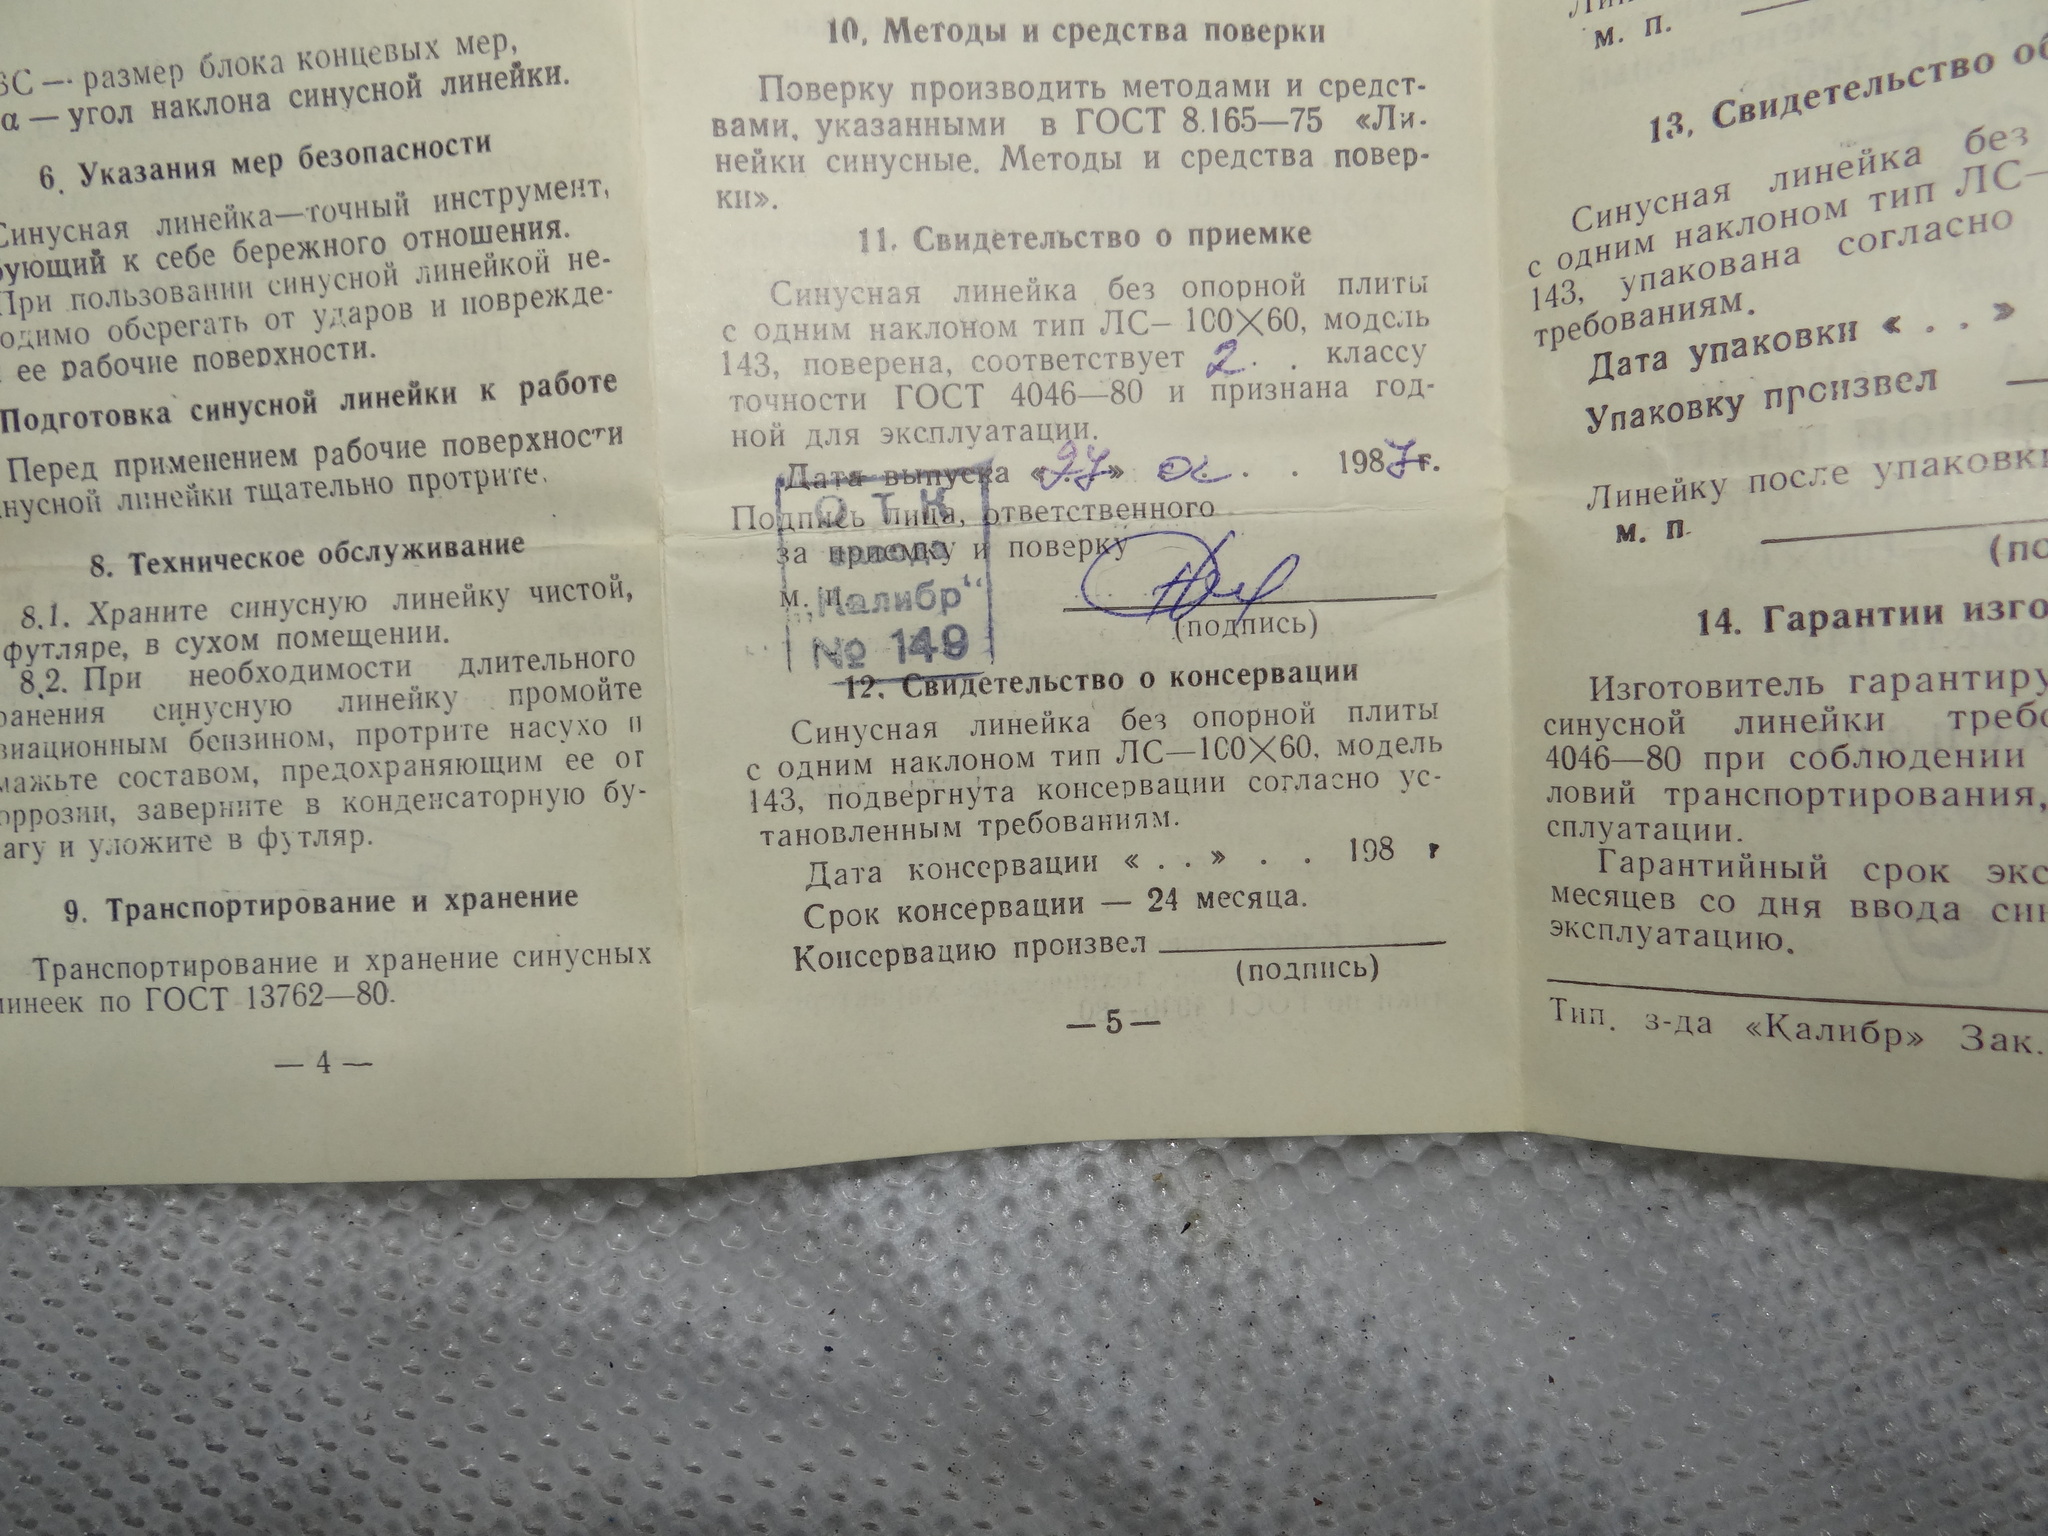 ВС — размер блока концевых мер,
α — угол наклона синусной линейки.
6. Указания мер безопасности
Синусная линейка—точный инструмент,
бующий к себе бережного отношения.
При пользовании синусной линейкой не-
одимо оберегать от ударов и поврежде-
ее рабочие поверхности.
Подготовка синусной линейки к работе
Перед применением рабочие поверхности
инусной линейки тщательно протрите.
8. Техническое обслуживание
8.1. Храните синусную линейку чистой,
футляре, в сухом помещении.
8.2. При необходимости длительного
ранения синусную линейку промойте
виационным бензином, протрите насухо и
мажьте составом, предохраняющим ее от
оррозии, заверните в конденсаторную бу-
агу и уложите в футляр.
9. Транспортирование и хранение
Транспортирование и хранение синусных
линеек по ГОСТ 13762—80.
— 4 —
10. Методы и средства поверки
Поверку производить методами и средст-
вами, указанными в ГОСТ 8.165—75 «Ли-
нейки синусные. Методы и средства повер-
ки».
11. Свидетельство о приемке
Синусная линейка без опорной плиты
с одним наклоном тип ЛС— 100×60, модель
143, поверена, соответствует 2 . . классу
точности ГОСТ 4046—80 и признана год-
ной для эксплуатации.
Дата выпуска «27» . . 1987г.
Подпись лица, ответственного
за приемку и поверку
м. п.
(подпись)
ОТК
завода
„Калибр“
№ 149
12. Свидетельство о консервации
Синусная линейка без опорной плиты
с одним наклоном тип ЛС—100×60, модель
143, подвергнута консервации согласно ус-
тановленным требованиям.
Дата консервации « . . » . . 198 г
Срок консервации — 24 месяца.
Консервацию произвел
(подпись)
— 5 —
м. п.
13. Свидетельство об
Синусная линейка без
с одним наклоном тип ЛС—
143, упакована согласно
требованиям.
Дата упаковки « . . »
Упаковку произвел
Линейку после упаковки
м. п.
(по
14. Гарантии изго
Изготовитель гарантиру
синусной линейки требо
4046—80 при соблюдении
ловий транспортирования,
сплуатации.
Гарантийный срок экс
месяцев со дня ввода син
эксплуатацию.
Тип. з-да «Калибр» Зак.